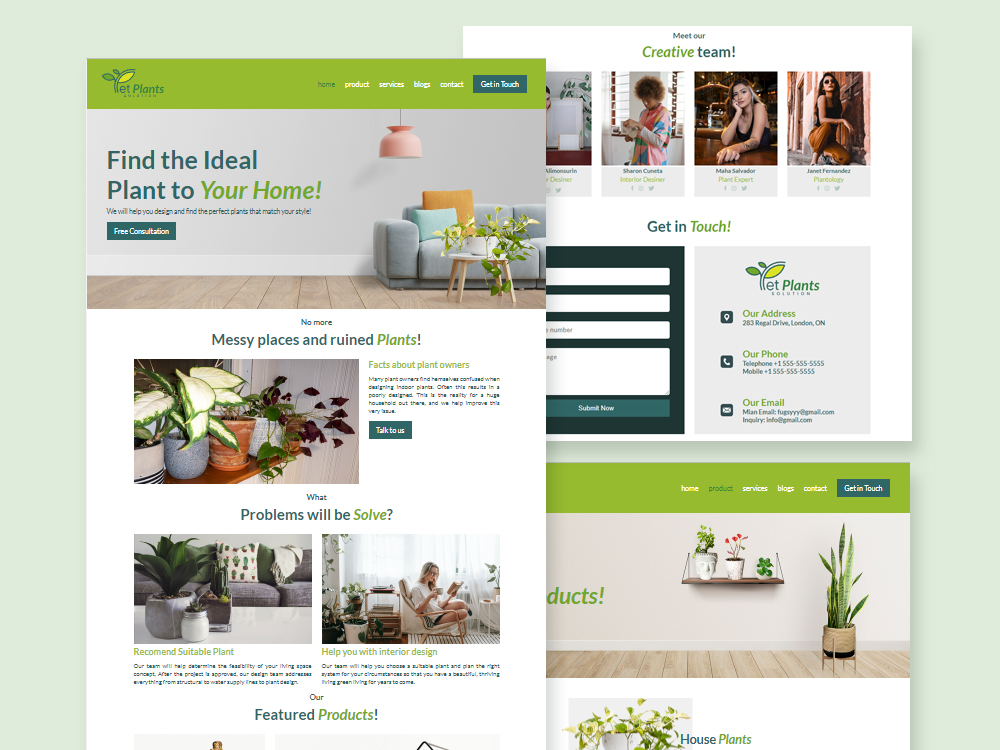 et Plants
SOLUTION
home product services blogs contact Get in Touch
Find the Ideal
Plant to Your Home!
We will help you design and find the perfect plants that match your style!
Free Consultation
No more
Messy places and ruined Plants!
Facts about plant owners
Many plant owners find hemselves confused when
designing indoor plants. Often this results in a
poorly designed. This is the reality for a huge
household out there, and we help improve this
very issue.
Talk to us
What
Problems will be Solve?
Recomend Suitable Plant
Our team will help determine the feasibility of your living space
concept, After the project is approved, our design team addresses
everything from structural to water supply lines to plant design.
Help you with interior design
Our team will help you choose a suitable plant and plan the right
system for your circumstances so that you have a beautiful, thriving
living green living for years to come.
Our
Featured Products!
Meet our
Creative team!
Alimonsurin
r Desiner
Sharon Cuneta
Interior Desiner
Maha Salvador
Plant Expert
Janet Fernandez
Plantology
Get in Touch!
e number
age
Submit Now
et Plants
SOLUTION
Our Address
283 Regal Drive, London, ON
Our Phone
Telephone +1 555-555-5555
Mobile +1 555-555-5555
Our Email
Mian Email: fugxyyy@gmail.com
Inquiry: info@gmail.com
home product services blogs contact Get in Touch
ducts!
House Plants